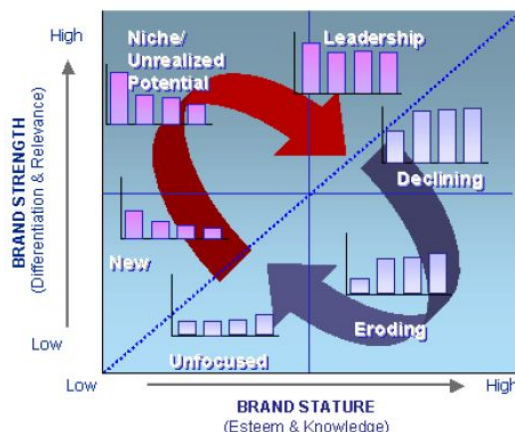 High
Niche/
Unrealized
Potential
Leadership
BRAND STRENGTH
(Differentiation & Relevance)
Declining
New
Eroding
Unfocused
Low
Low
High
BRAND STATURE
(Esteem & Knowledge)